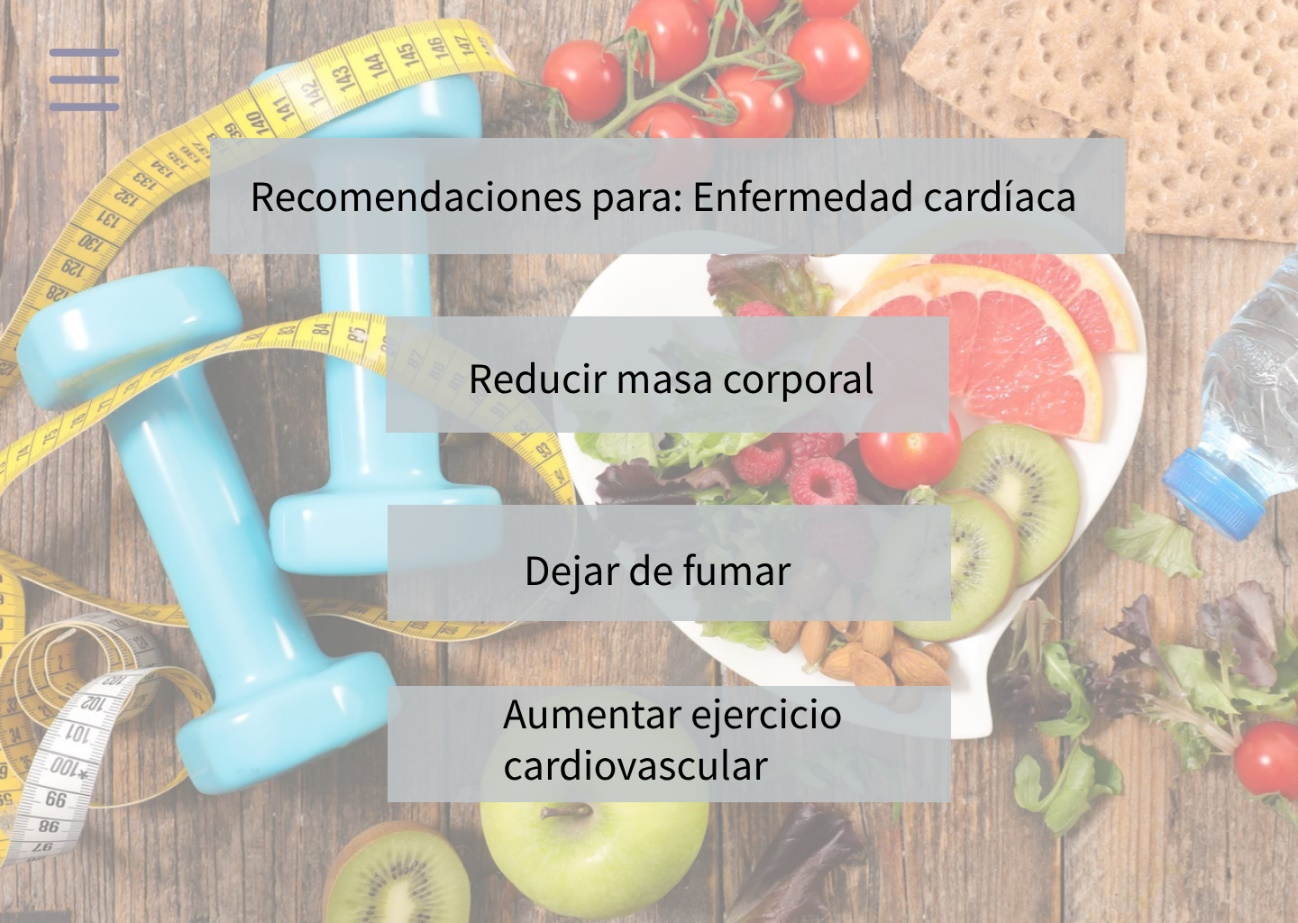 Recomendaciones para: Enfermedad cardíaca
Reducir masa corporal
Dejar de fumar
Aumentar ejercicio
cardiovascular